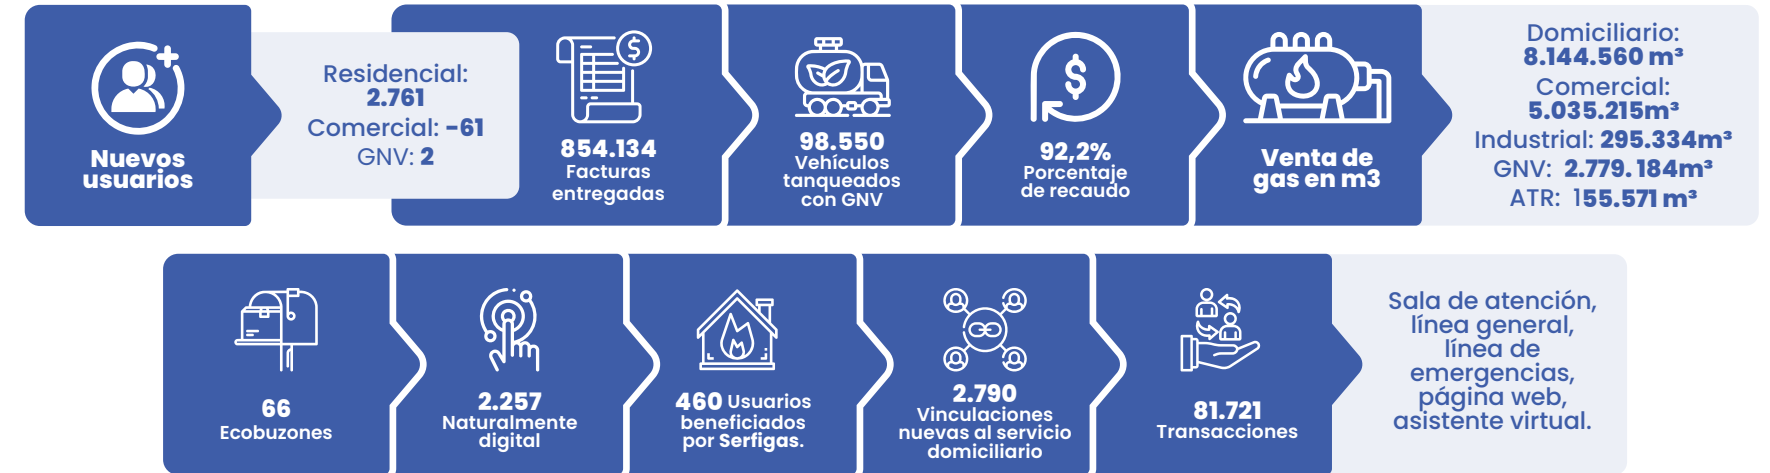 Nuevos
usuarios
Residencial:
2.761
Comercial: -61
GNV: 2
854.134
Facturas
entregadas
98.550
Vehículos
tanqueados
con GNV
92,2%
Porcentaje
de recaudo
Venta de
gas en m3
Domiciliario:
8.144.560 m³
Comercial:
5.035.215m³
Industrial: 295.334m³
GNV: 2.779.184m³
ATR: 155.571 m³
66
Ecobuzones
2.257
Naturalmente
digital
460 Usuarios
beneficiados
por Serfigas.
2.790
Vinculaciones
nuevas al servicio
domiciliario
81.721
Transacciones
Sala de atención,
línea general,
línea de
emergencias,
página web,
asistente virtual.